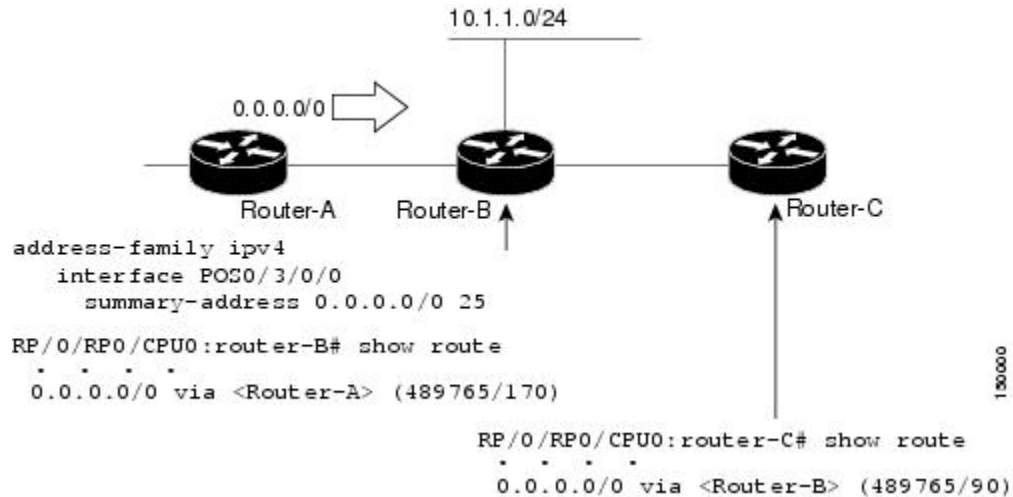 10.1.1.0/24
0.0.0.0/0
Router-A
Router-B
Router-C
address-family ipv4
interface POS0/3/0/0
summary-address 0.0.0.0/0 25
RP/0/RP0/CPU0:router-B# show route
. . . .
0.0.0.0/0 via <Router-A> (489765/170)
150000
RP/0/RP0/CPU0:router-C# show route
. . . .
0.0.0.0/0 via <Router-B> (489765/90)